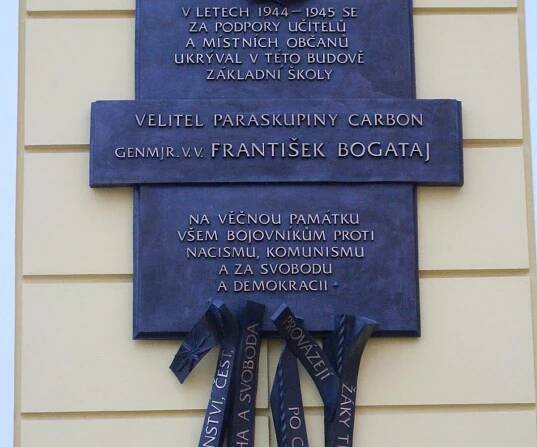 V LETECH 1944 – 1945 SE
ZA PODPORY UČITELŮ
A MÍSTNÍCH OBČANŮ
UKRÝVAL V TÉTO BUDOVĚ
ZÁKLADNÍ ŠKOLY
VELITEL PARASKUPINY CARBON
GENMJR. V. V. FRANTIŠEK BOGATAJ
NA VĚČNOU PAMÁTKU
VŠEM BOJOVNÍKŮM PROTI
NACISMU, KOMUNISMU
A ZA SVOBODU
A DEMOKRACII
ČEST
A SVOBODA
PROVÁZEJÍ
PO
ŽÁKY